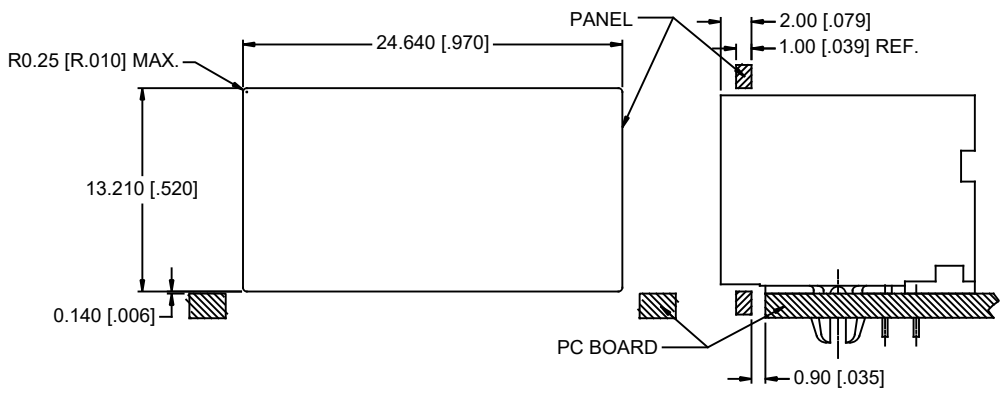 PANEL
2.00 [.079]
24.640 [.970]
1.00 [.039] REF.
R0.25 [R.010] MAX.
13.210 [.520]
0.140 [.006]
PC BOARD
0.90 [.035]